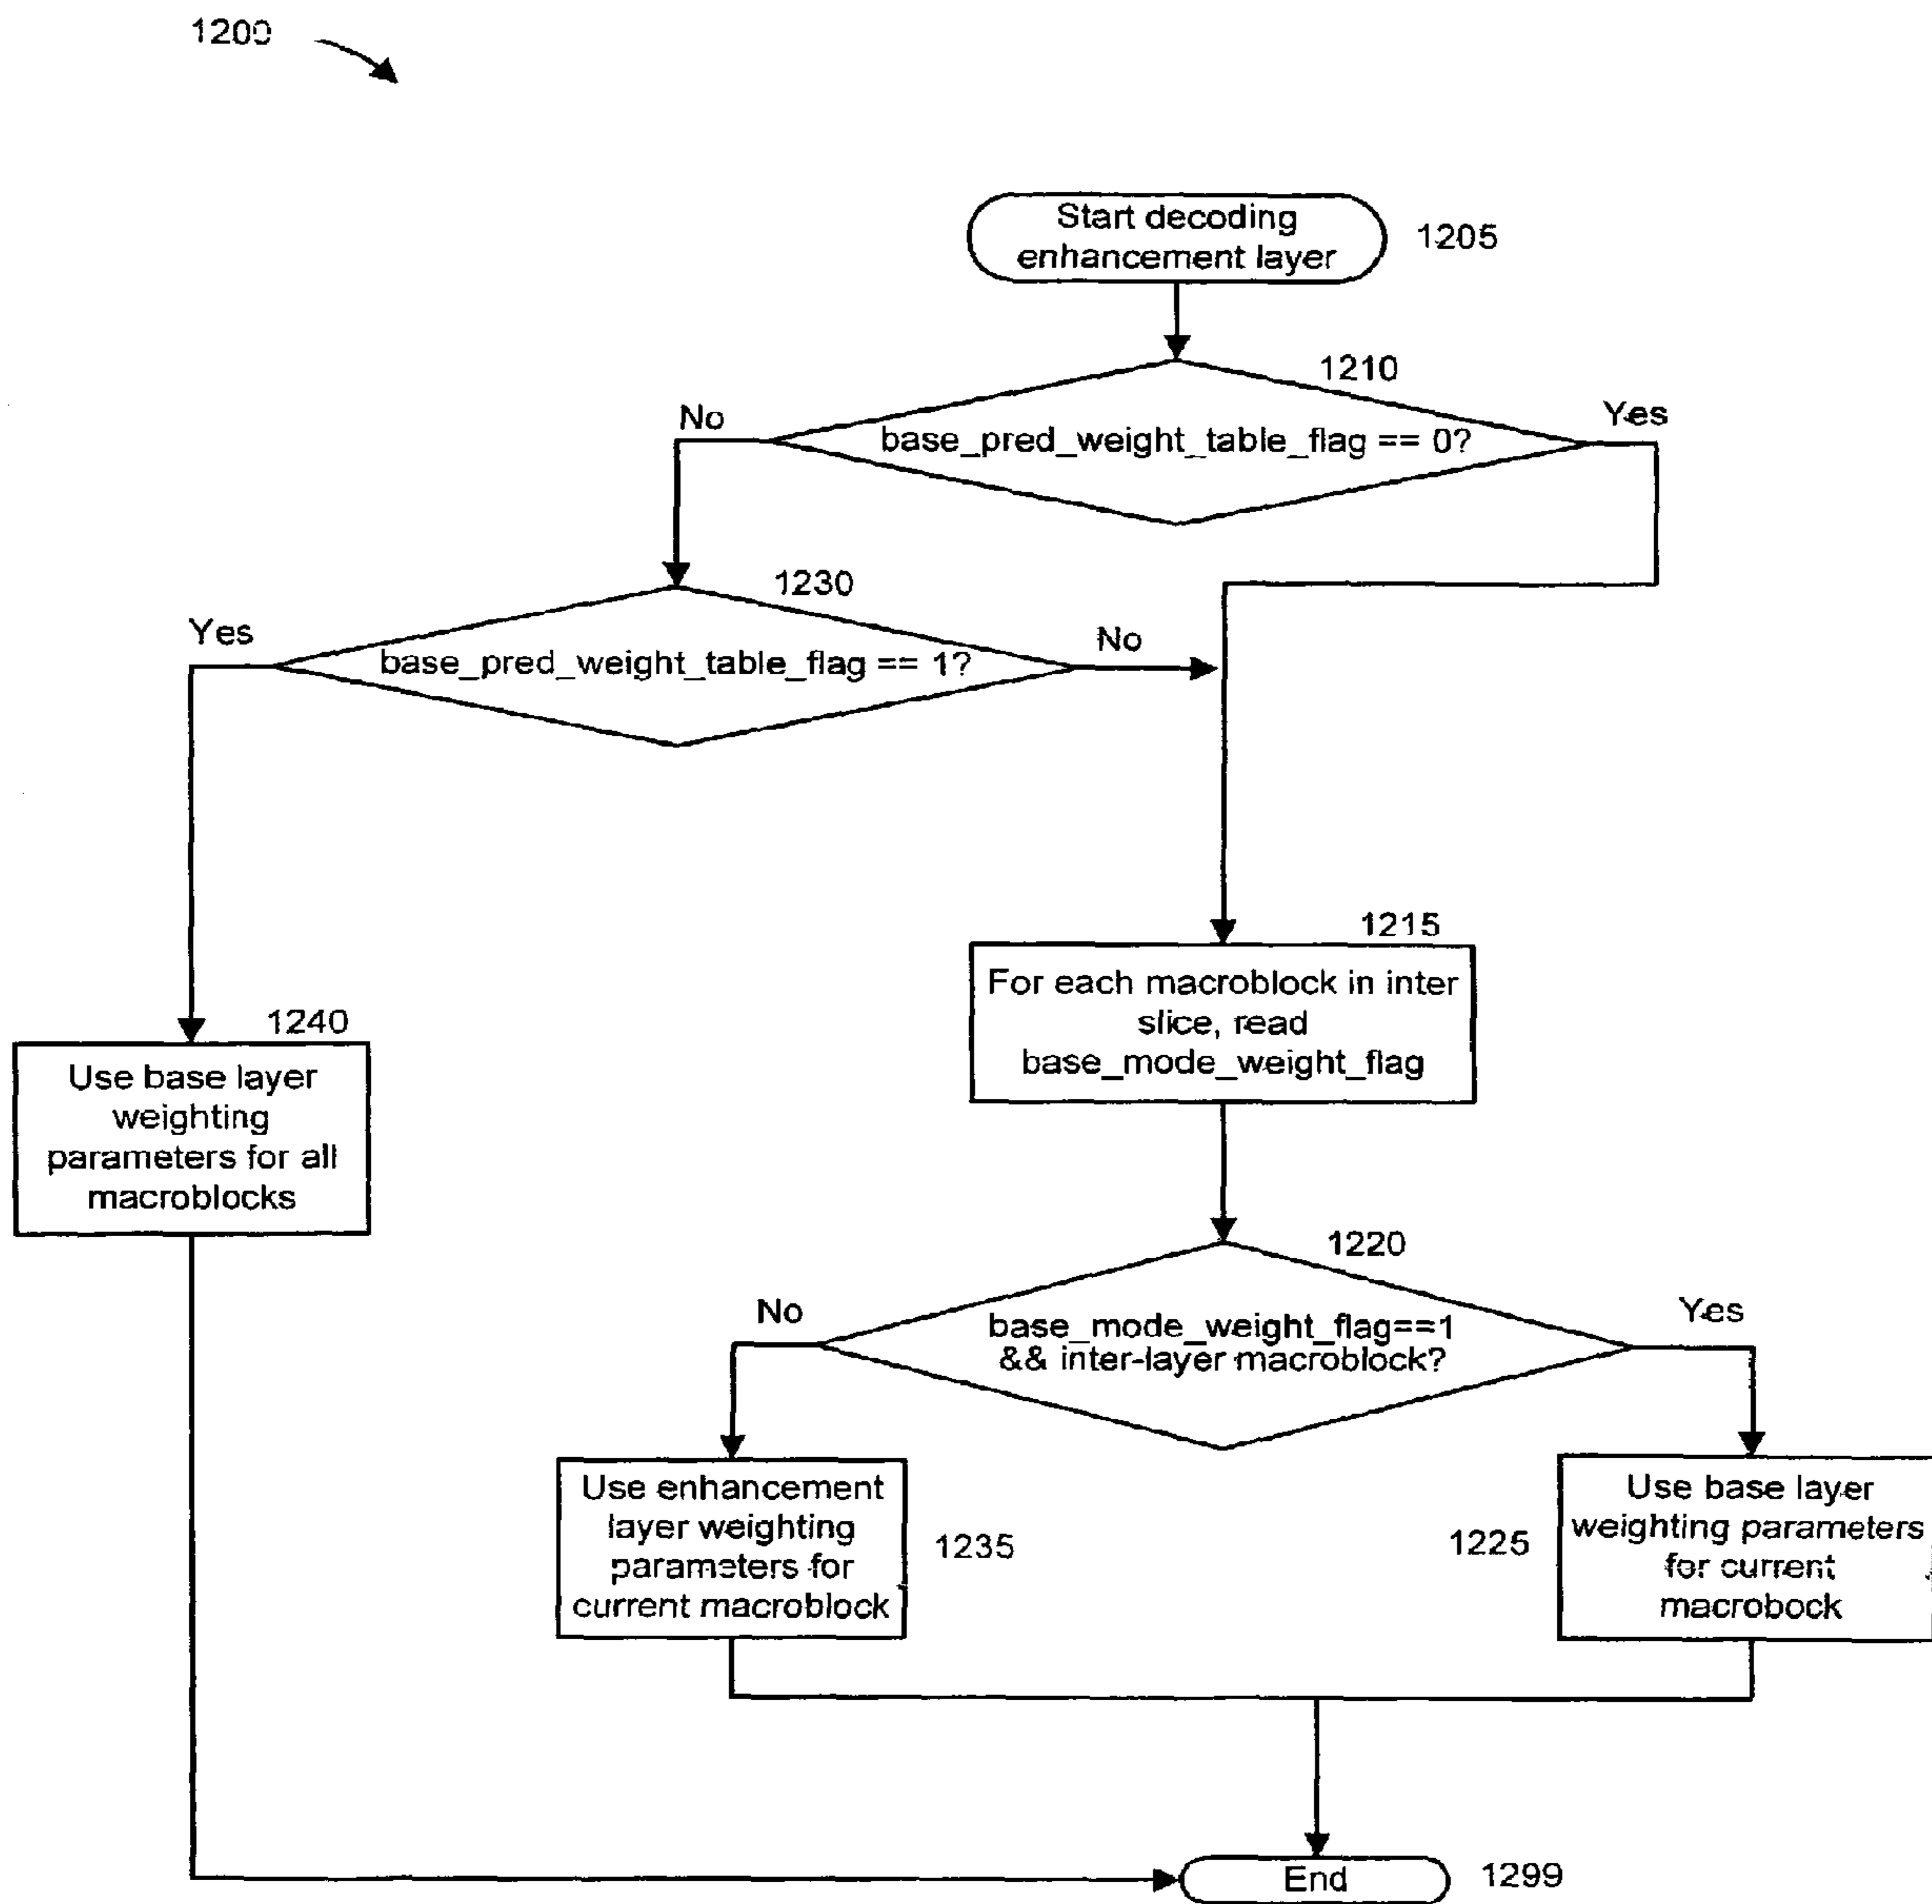 1200
Start decoding
enhancement layer
1205
1210
No
Yes
base_pred_weight_table_flag == 0?
1230
Yes
No
base_pred_weight_table_flag == 1?
1215
For each macroblock in inter
slice, read
base_mode_weight_flag
1240
Use base layer
weighting
parameters for all
macroblocks
1220
No
Yes
base_mode_weight_flag==1
&& inter-layer macroblock?
Use enhancement
layer weighting
parameters for
current macroblock
1235
1225
Use base layer
weighting parameters
for current
macrobock
End
1299